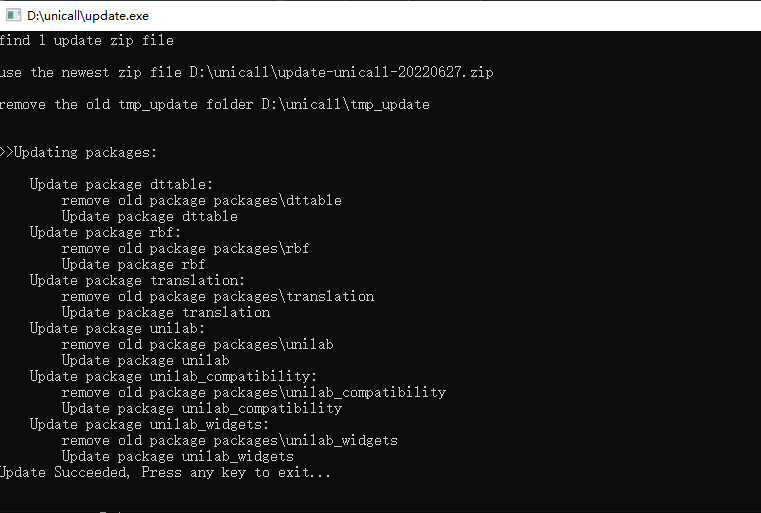 D:\unicall\update.exe
find 1 update zip file
use the newest zip file D:\unicall\update-unicall-20220627.zip
remove the old tmp_update folder D:\unicall\tmp_update
>>Updating packages:
Update package dttable:
remove old package packages\dttable
Update package dttable
Update package rbf:
remove old package packages\rbf
Update package rbf
Update package translation:
remove old package packages\translation
Update package translation
Update package unilab:
remove old package packages\unilab
Update package unilab
Update package unilab_compatibility:
remove old package packages\unilab_compatibility
Update package unilab_compatibility
Update package unilab_widgets:
remove old package packages\unilab_widgets
Update package unilab_widgets
Update Succeeded, Press any key to exit...